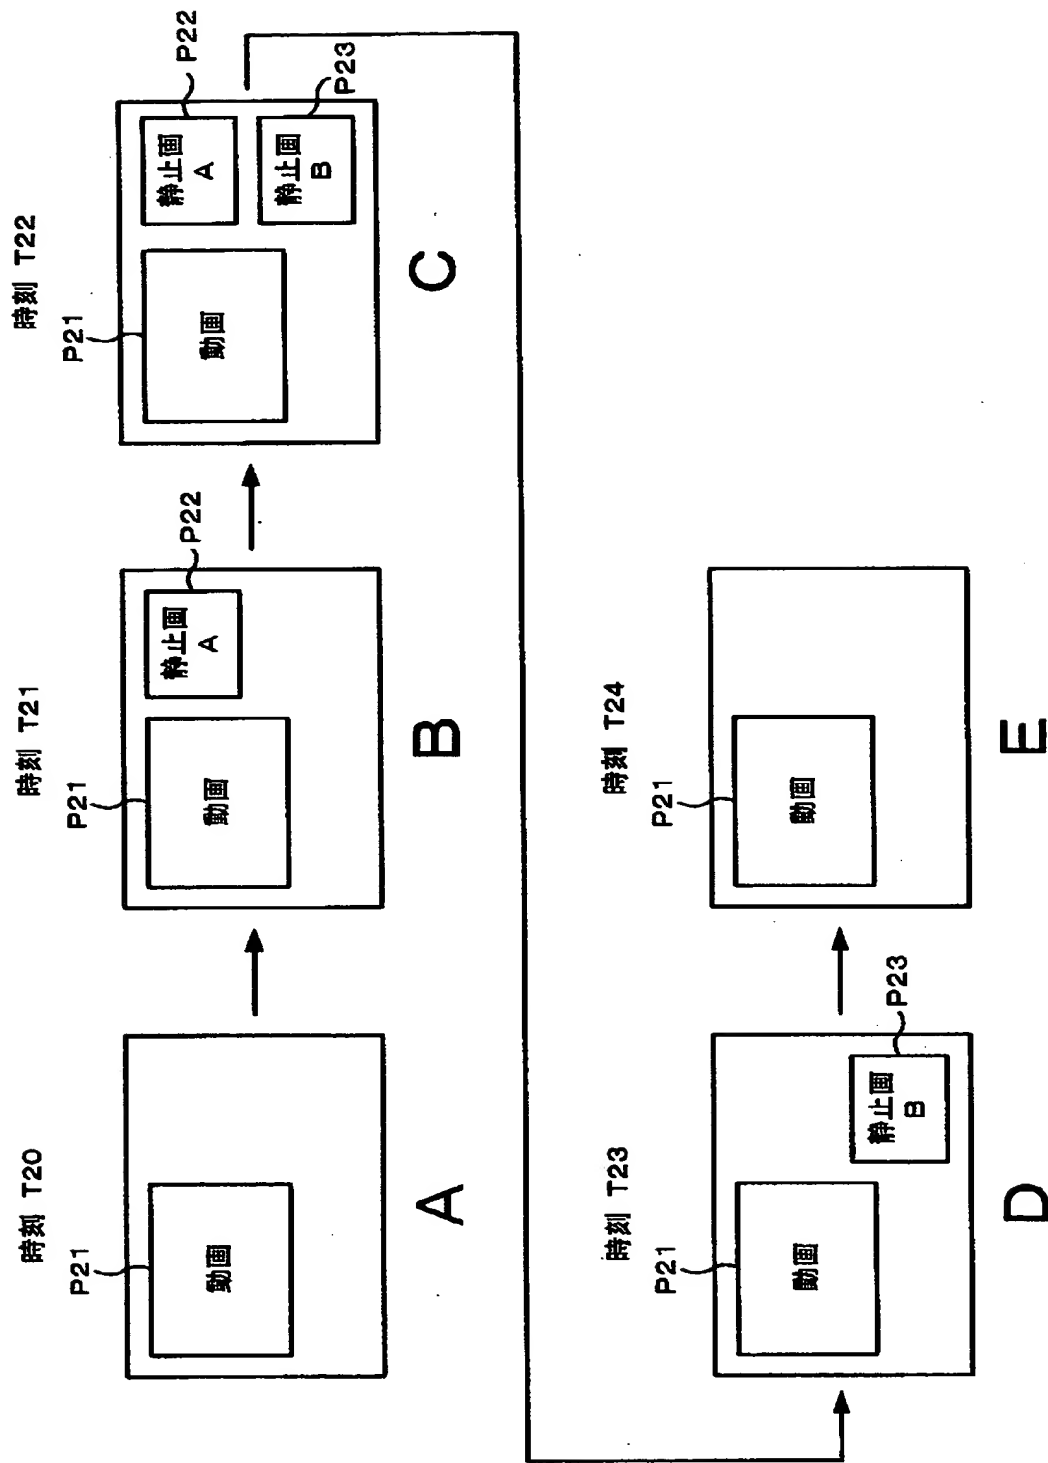 時刻 T20
P21
動画
A
時刻 T21
P21
動画
P22
静止画
A
B
時刻 T22
P21
動画
P22
静止画
A
P23
静止画
B
C
時刻 T23
P21
動画
P23
静止画
B
D
時刻 T24
P21
動画
E